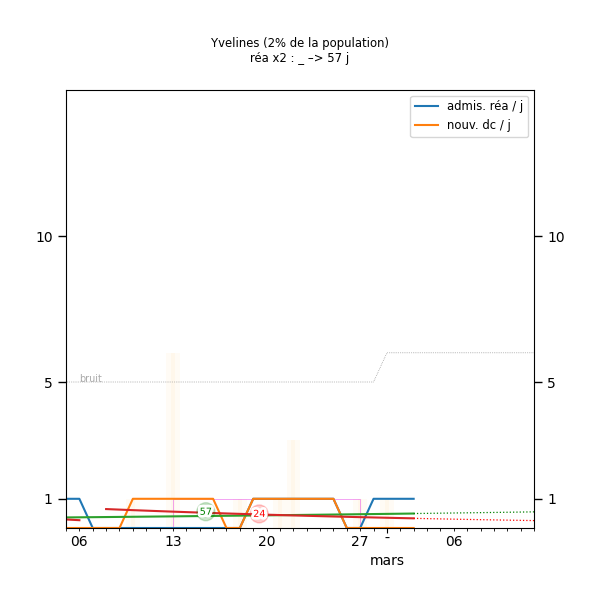 Yvelines (2% de la population)
réa x2 : _ –> 57 j
admis. réa / j
nouv. dc / j
10 10
bruit
5 5
57 24
1 1
06 13 20 27 - 06
mars